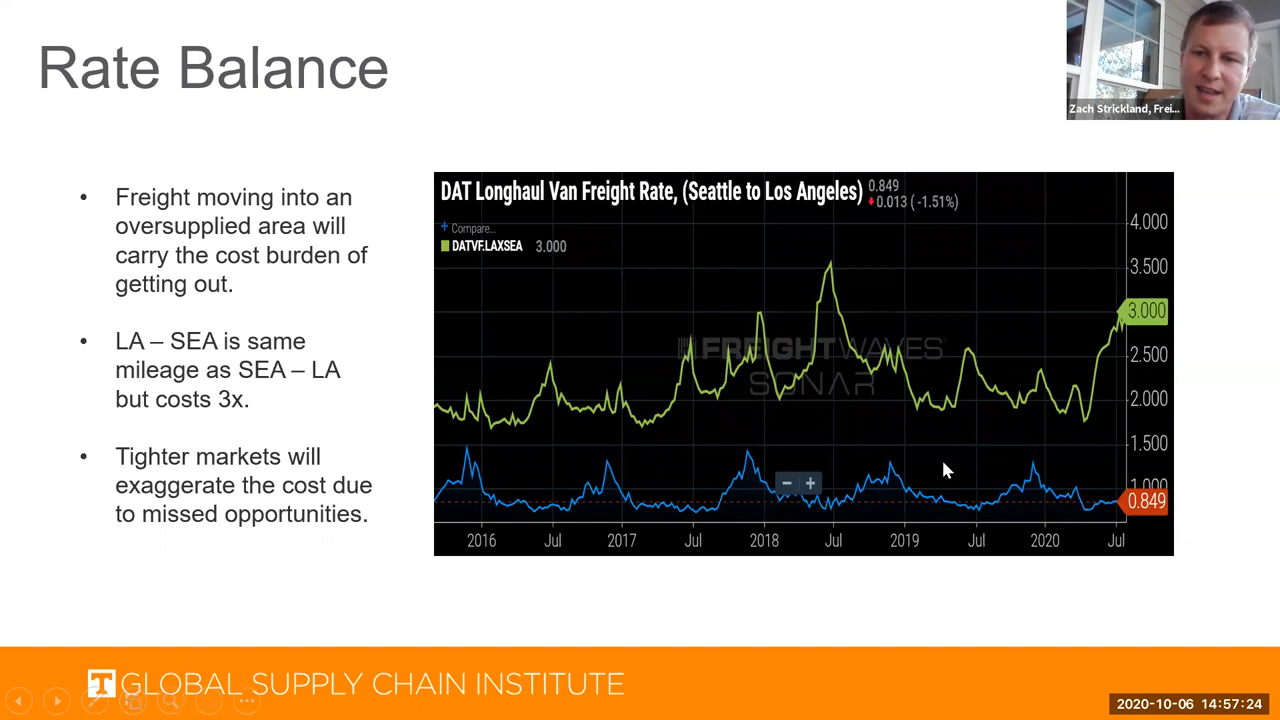 Rate Balance
Zach Strickland, Frei...
• Freight moving into an
oversupplied area will
carry the cost burden of
getting out.
• LA – SEA is same
mileage as SEA – LA
but costs 3x.
• Tighter markets will
exaggerate the cost due
to missed opportunities.
DAT Longhaul Van Freight Rate, (Seattle to Los Angeles) 0.849
0.013 ( -1.51%)
+ Compare...
DATVF.LAXSEA 3.000
4.000
3.500
3.000
2.500
2.000
1.500
1.000
0.849
FREIGHTWAVES
SONAR
− +
2016 Jul 2017 Jul 2018 Jul 2019 Jul 2020 Jul
T GLOBAL SUPPLY CHAIN INSTITUTE
2020-10-06 14:57:24